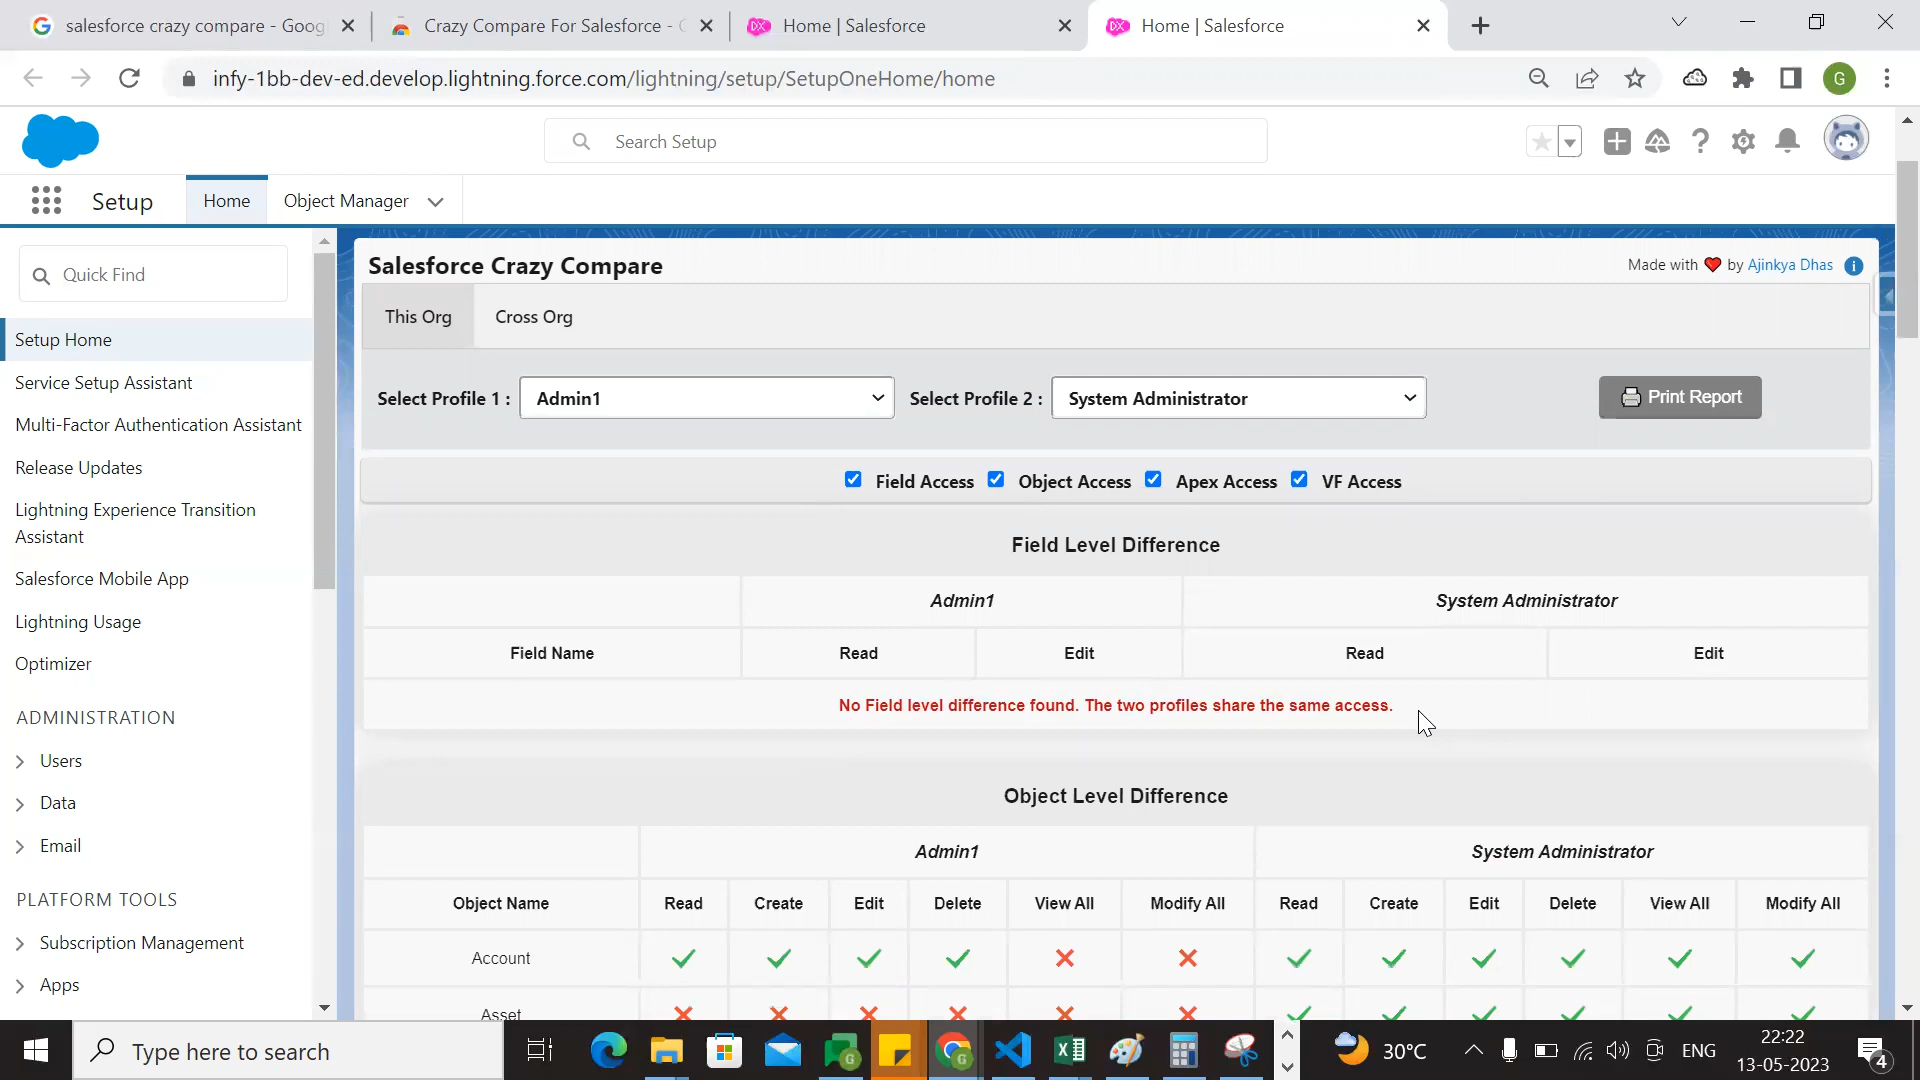 salesforce crazy compare - Goog
Crazy Compare For Salesforce -
Home | Salesforce
Home | Salesforce
infy-1bb-dev-ed.develop.lightning.force.com/lightning/setup/SetupOneHome/home
G
Search Setup
Setup
Home
Object Manager
Quick Find
Setup Home
Service Setup Assistant
Multi-Factor Authentication Assistant
Release Updates
Lightning Experience Transition
Assistant
Salesforce Mobile App
Lightning Usage
Optimizer
ADMINISTRATION
Users
Data
Email
PLATFORM TOOLS
Subscription Management
Apps
Salesforce Crazy Compare
Made with ❤ by Ajinkya Dhas
This Org Cross Org
Select Profile 1 : Admin1 Select Profile 2 : System Administrator Print Report
Field Access Object Access Apex Access VF Access
Field Level Difference
Admin1 System Administrator
Field Name Read Edit Read Edit
No Field level difference found. The two profiles share the same access.
Object Level Difference
Admin1 System Administrator
Object Name Read Create Edit Delete View All Modify All Read Create Edit Delete View All Modify All
Account
Asset
Type here to search
30°C
ENG
22:22
13-05-2023
4